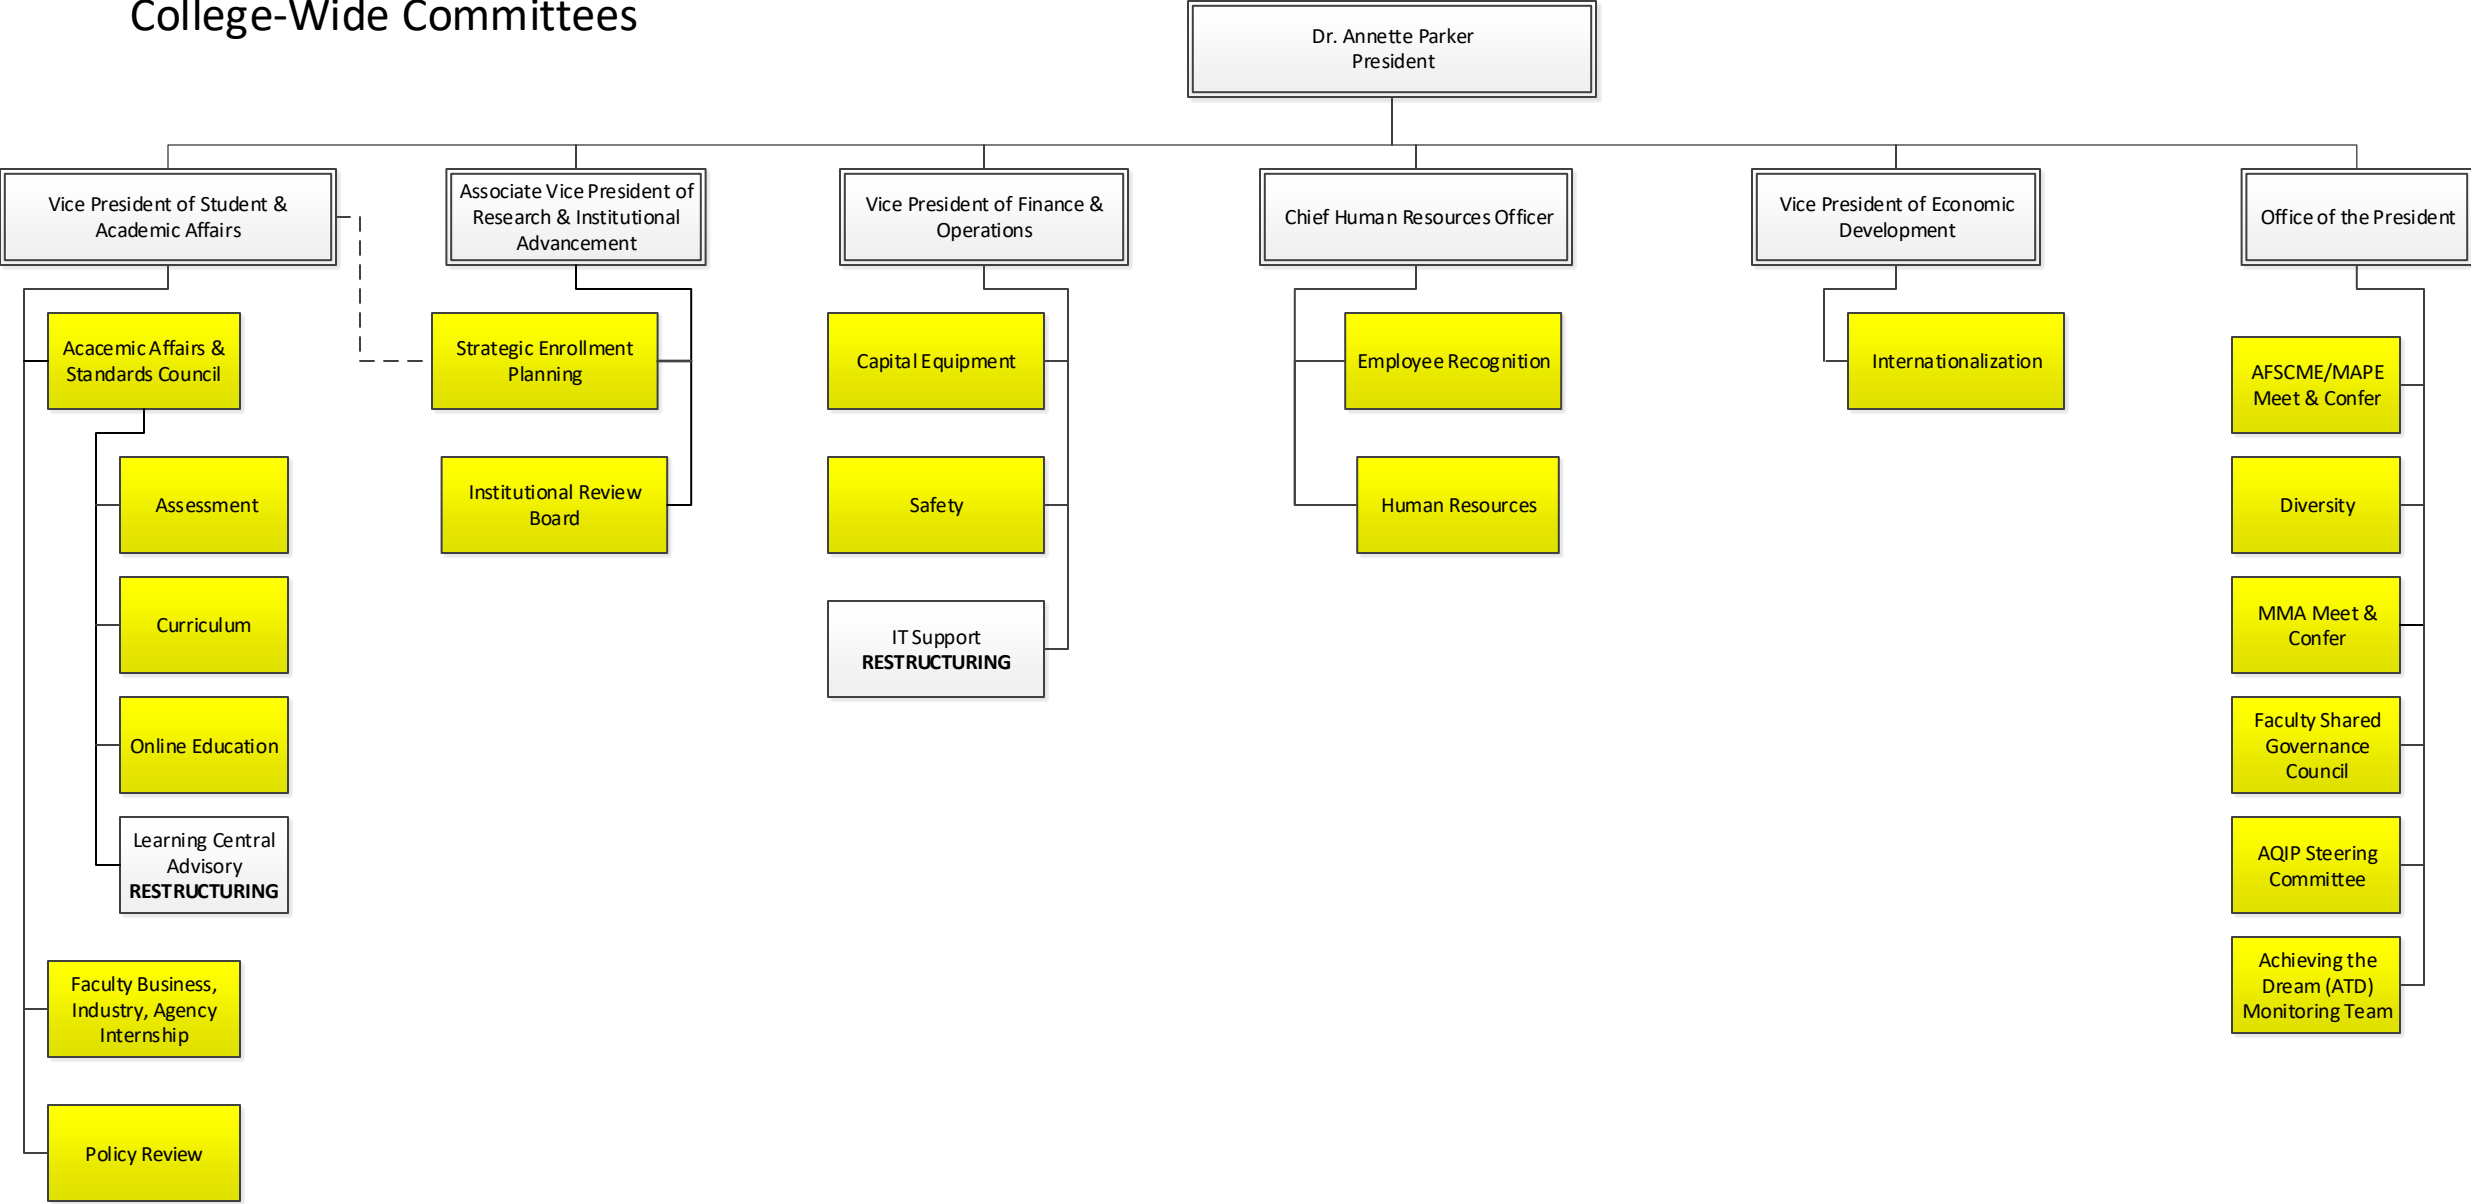 College-Wide Committees
Dr. Annette Parker
President
Vice President of Student &
Academic Affairs
Associate Vice President of
Research & Institutional
Advancement
Vice President of Finance &
Operations
Chief Human Resources Officer
Vice President of Economic
Development
Office of the President
Acacemic Affairs &
Standards Council
Assessment
Curriculum
Online Education
Learning Central
Advisory
RESTRUCTURING
Faculty Business,
Industry, Agency
Internship
Policy Review
Strategic Enrollment
Planning
Institutional Review
Board
Capital Equipment
Safety
IT Support
RESTRUCTURING
Employee Recognition
Human Resources
Internationalization
AFSCME/MAPE
Meet & Confer
Diversity
MMA Meet &
Confer
Faculty Shared
Governance
Council
AQIP Steering
Committee
Achieving the
Dream (ATD)
Monitoring Team